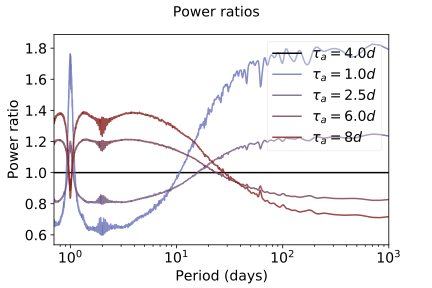 Power ratios
Power ratio
1.8
1.6
1.4
1.2
1.0
0.8
0.6
τₐ = 4.0d
τₐ = 1.0d
τₐ = 2.5d
τₐ = 6.0d
τₐ = 8d
10⁰ 10¹ 10² 10³
Period (days)